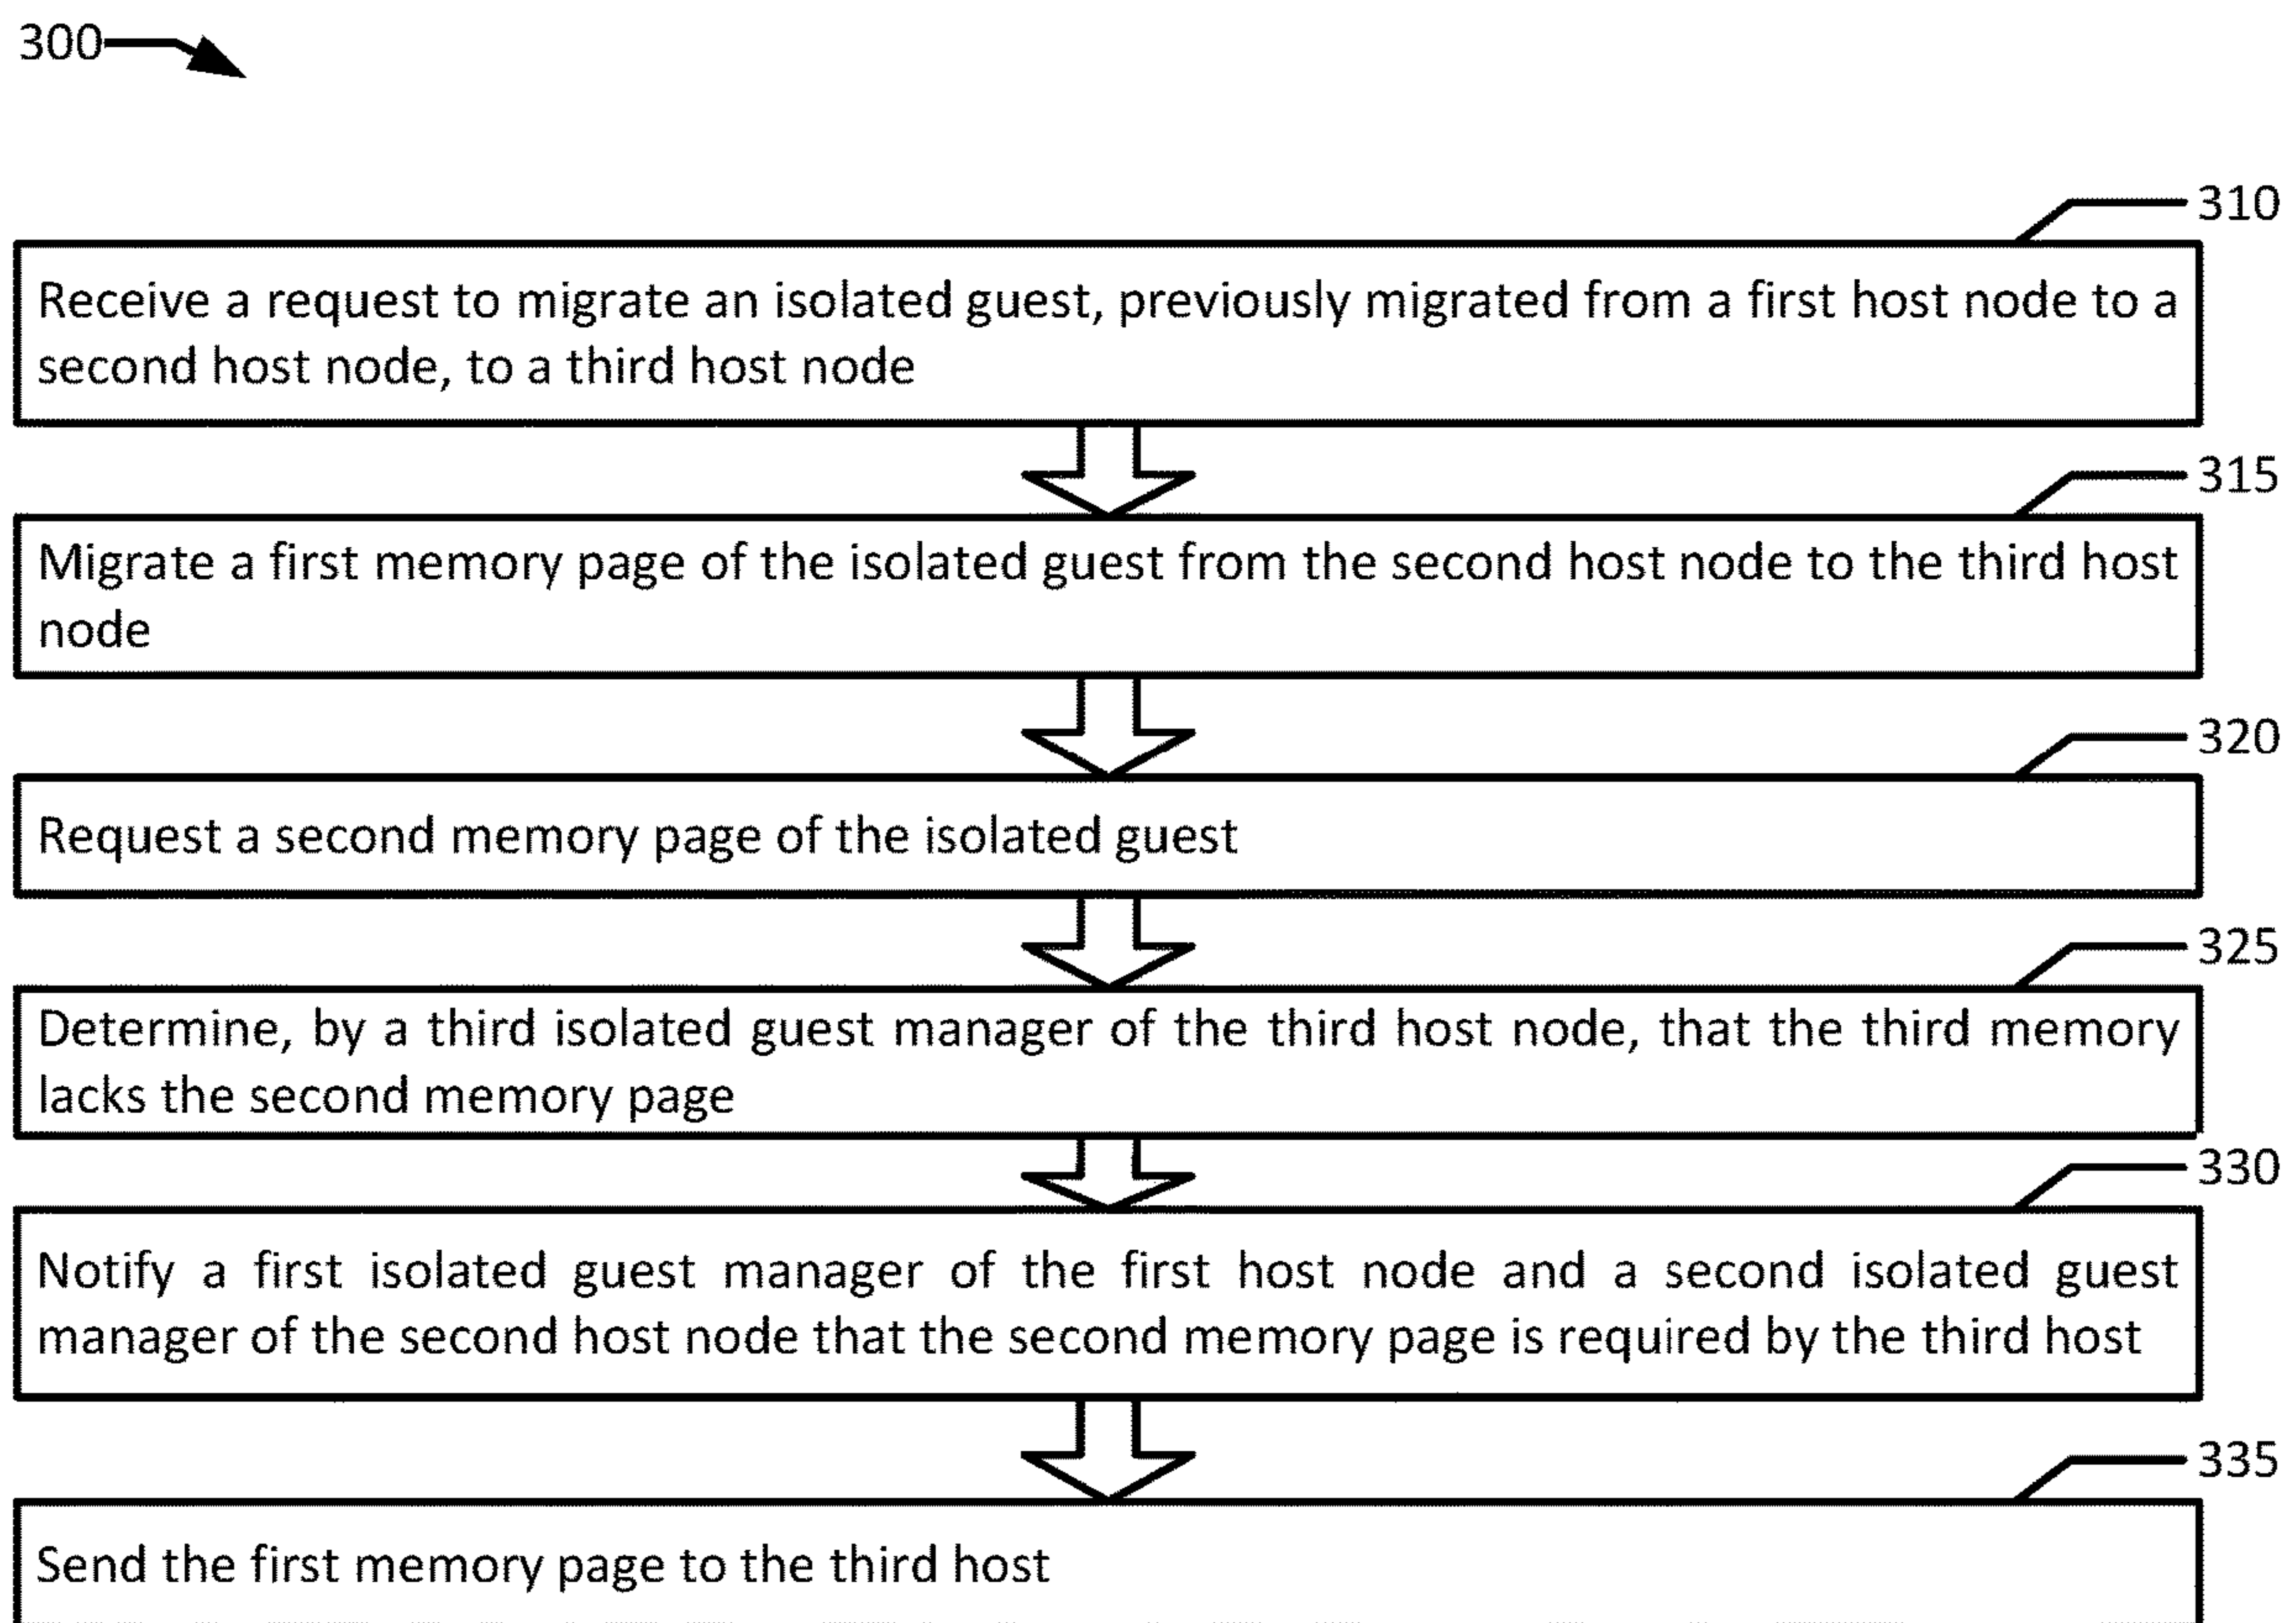 300
310
Receive a request to migrate an isolated guest, previously migrated from a first host node to a
second host node, to a third host node
315
Migrate a first memory page of the isolated guest from the second host node to the third host
node
320
Request a second memory page of the isolated guest
325
Determine, by a third isolated guest manager of the third host node, that the third memory
lacks the second memory page
330
Notify a first isolated guest manager of the first host node and a second isolated guest
manager of the second host node that the second memory page is required by the third host
335
Send the first memory page to the third host